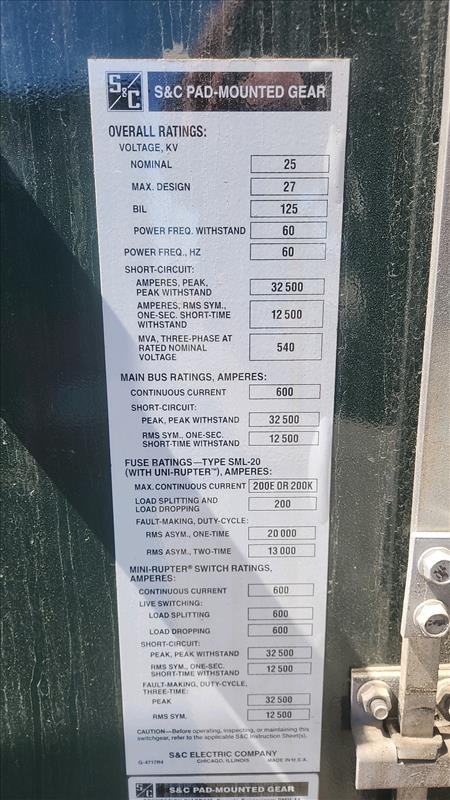 S&C S&C PAD-MOUNTED GEAR
OVERALL RATINGS:
VOLTAGE, KV
NOMINAL 25
MAX. DESIGN 27
BIL 125
POWER FREQ. WITHSTAND 60
POWER FREQ., HZ 60
SHORT-CIRCUIT:
AMPERES, PEAK,
PEAK WITHSTAND 32 500
AMPERES, RMS SYM.,
ONE-SEC. SHORT-TIME 12 500
WITHSTAND
MVA, THREE-PHASE AT
RATED NOMINAL 540
VOLTAGE
MAIN BUS RATINGS, AMPERES:
CONTINUOUS CURRENT 600
SHORT-CIRCUIT:
PEAK, PEAK WITHSTAND 32 500
RMS SYM., ONE-SEC.
SHORT-TIME WITHSTAND 12 500
FUSE RATINGS—TYPE SML-20
(WITH UNI-RUPTER™), AMPERES:
MAX. CONTINUOUS CURRENT 200E OR 200K
LOAD SPLITTING AND
LOAD DROPPING 200
FAULT-MAKING, DUTY-CYCLE:
RMS ASYM., ONE-TIME 20 000
RMS ASYM., TWO-TIME 13 000
MINI-RUPTER® SWITCH RATINGS,
AMPERES:
CONTINUOUS CURRENT 600
LIVE SWITCHING:
LOAD SPLITTING 600
LOAD DROPPING 600
SHORT-CIRCUIT:
PEAK, PEAK WITHSTAND 32 500
RMS SYM., ONE-SEC.
SHORT-TIME WITHSTAND 12 500
FAULT-MAKING, DUTY-CYCLE,
THREE-TIME:
PEAK 32 500
RMS SYM. 12 500
CAUTION—Before operating, inspecting, or maintaining this
switchgear, refer to the applicable S&C Instruction Sheet(s).
S&C ELECTRIC COMPANY
G-4717R4 CHICAGO, ILLINOIS MADE IN U.S.A.
S&C PAD-MOUNTED GEAR